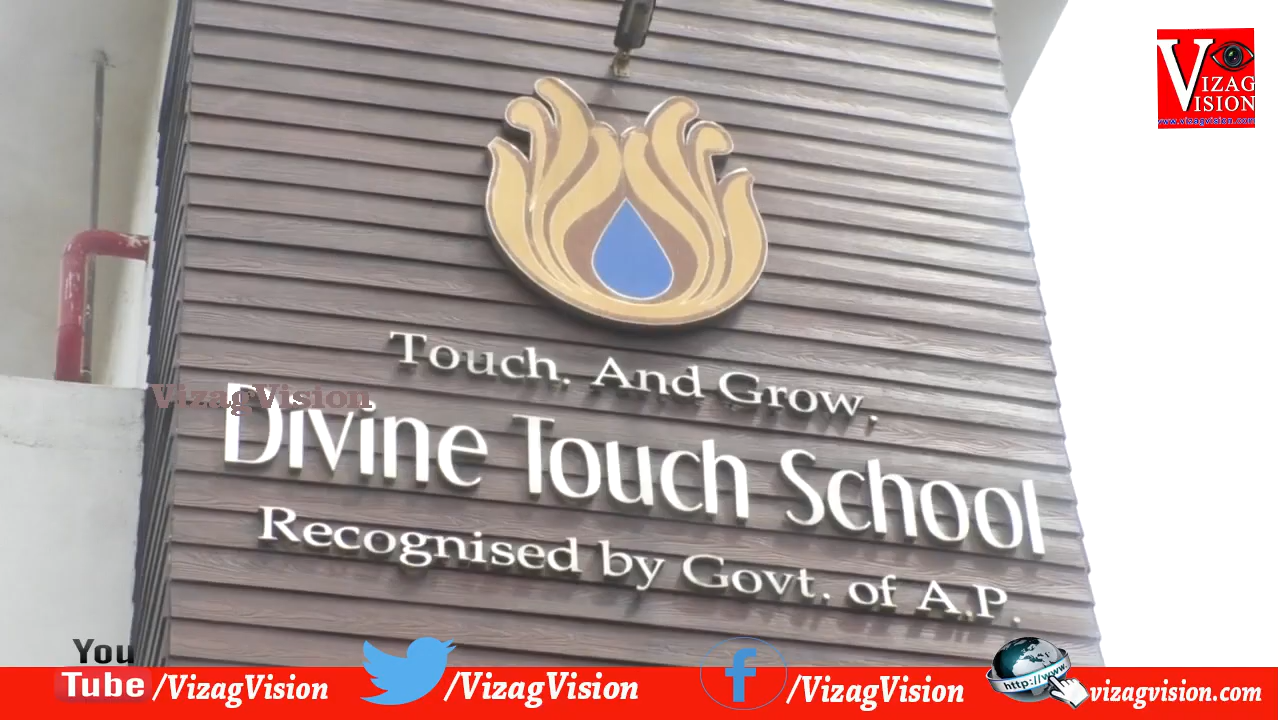 VIZAG
VISION
www.vizagvision.com
Touch. And Grow.
VizagVision
Divine Touch School
Recognised by Govt. of A.P.
You
Tube /VizagVision
/VizagVision
f /VizagVision
http://www.
vizagvision.com